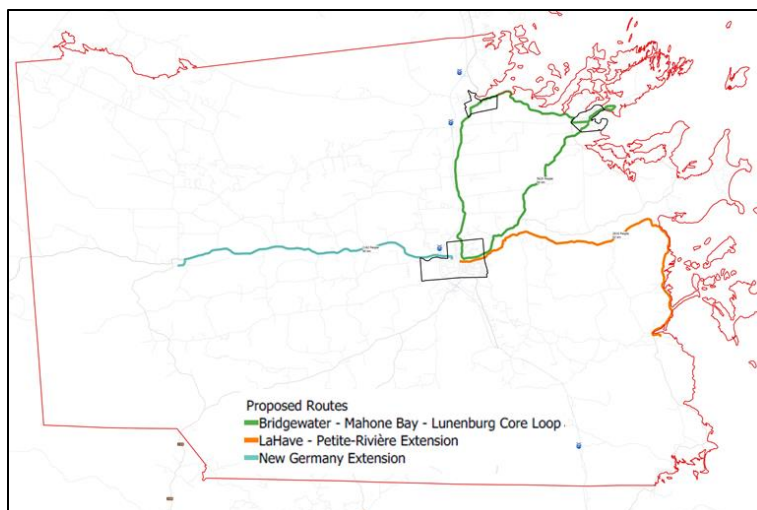 Proposed Routes
Bridgewater - Mahone Bay - Lunenburg Core Loop
LaHave - Petite-Rivière Extension
New Germany Extension